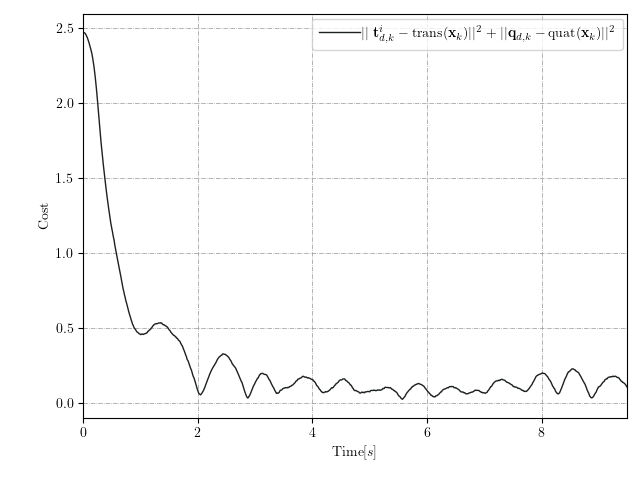 || t^i_{d,k} − trans(x_k)||² + ||q_{d,k} − quat(x_k)||²
2.5
2.0
1.5
1.0
0.5
0.0
Cost
0 2 4 6 8
Time[s]